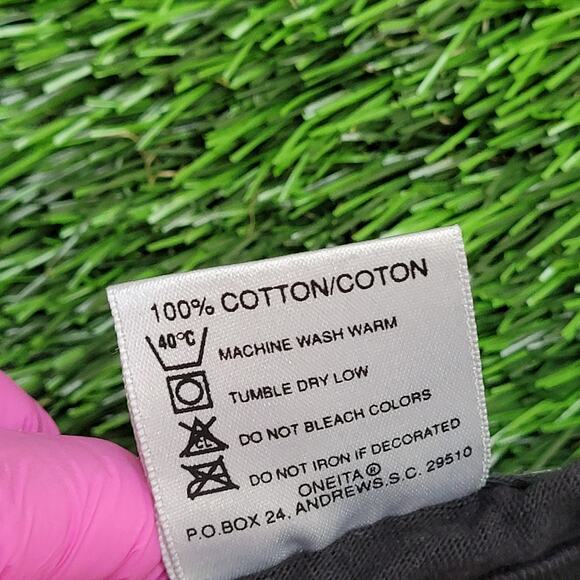 100% COTTON/COTON
40°C MACHINE WASH WARM
TUMBLE DRY LOW
CL DO NOT BLEACH COLORS
DO NOT IRON IF DECORATED
ONEITA®
P.O.BOX 24, ANDREWS.S.C. 29510